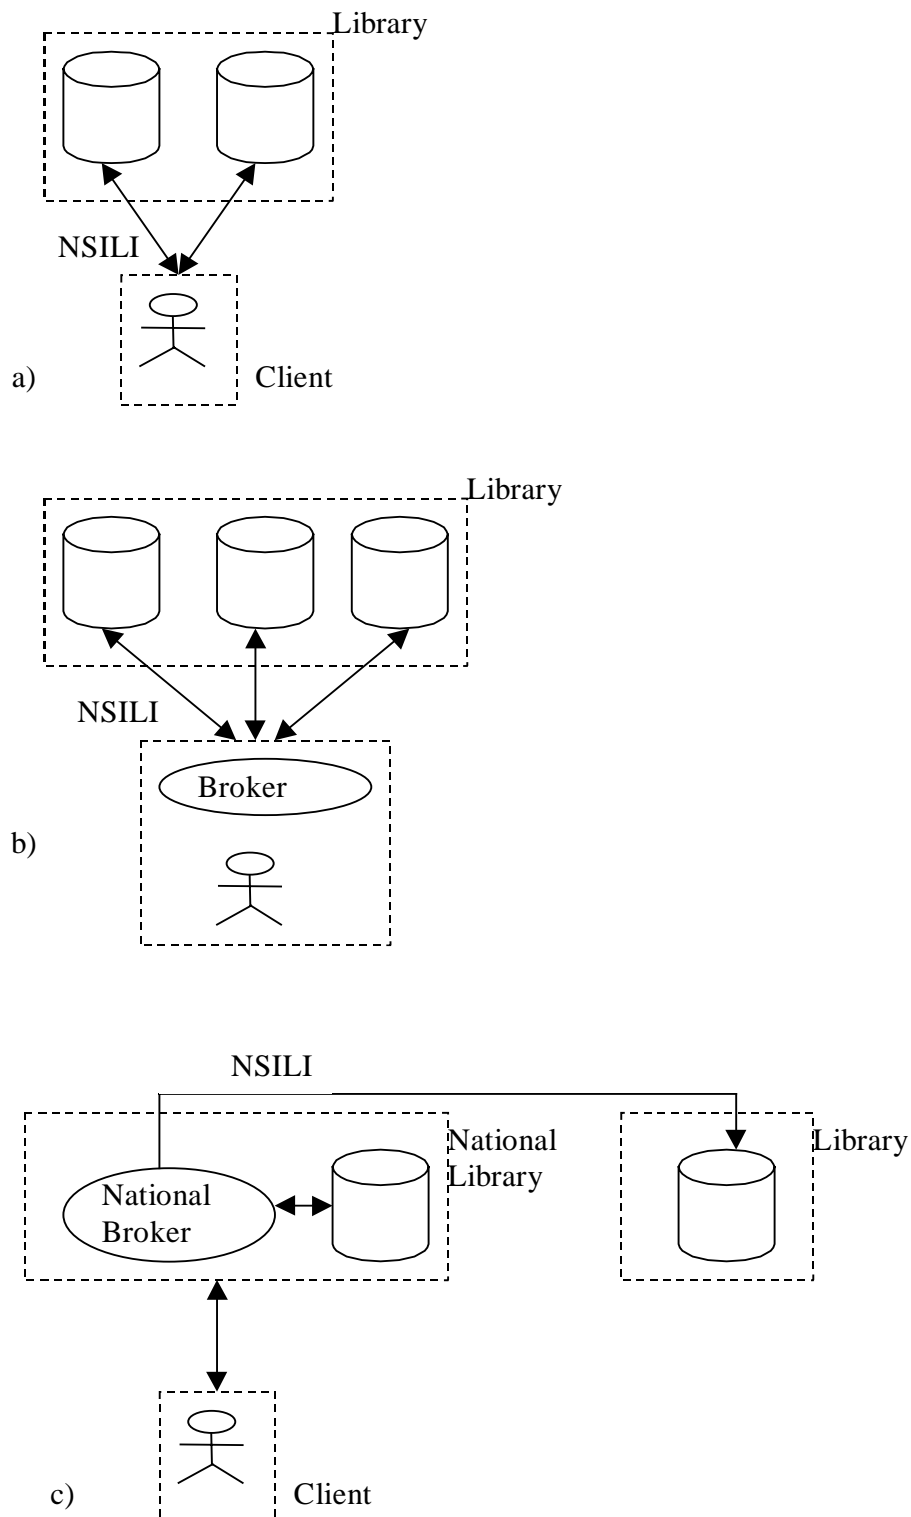 Library
NSILI
a)
Client
Library
NSILI
Broker
b)
NSILI
National
Library
Library
National
Broker
c)
Client